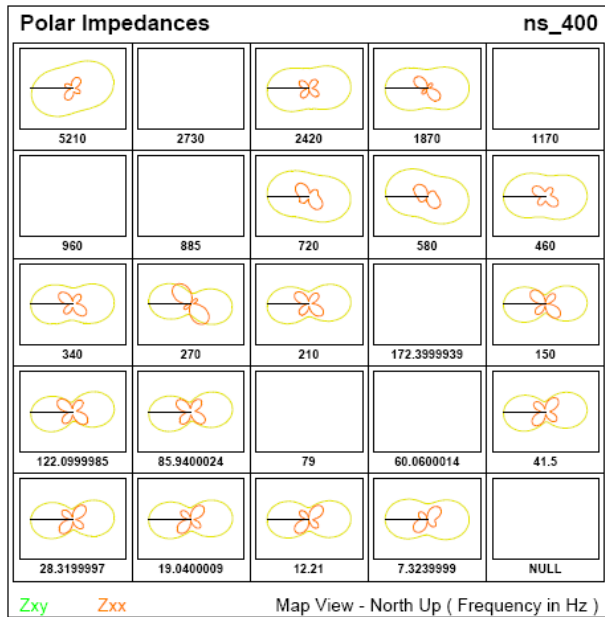 Polar Impedances ns_400
5210 2730 2420 1870 1170
960 885 720 580 460
340 270 210 172.3999939 150
122.0999985 85.9400024 79 60.0600014 41.5
28.3199997 19.0400009 12.21 7.3239999 NULL
Zxy Zxx Map View - North Up ( Frequency in Hz )